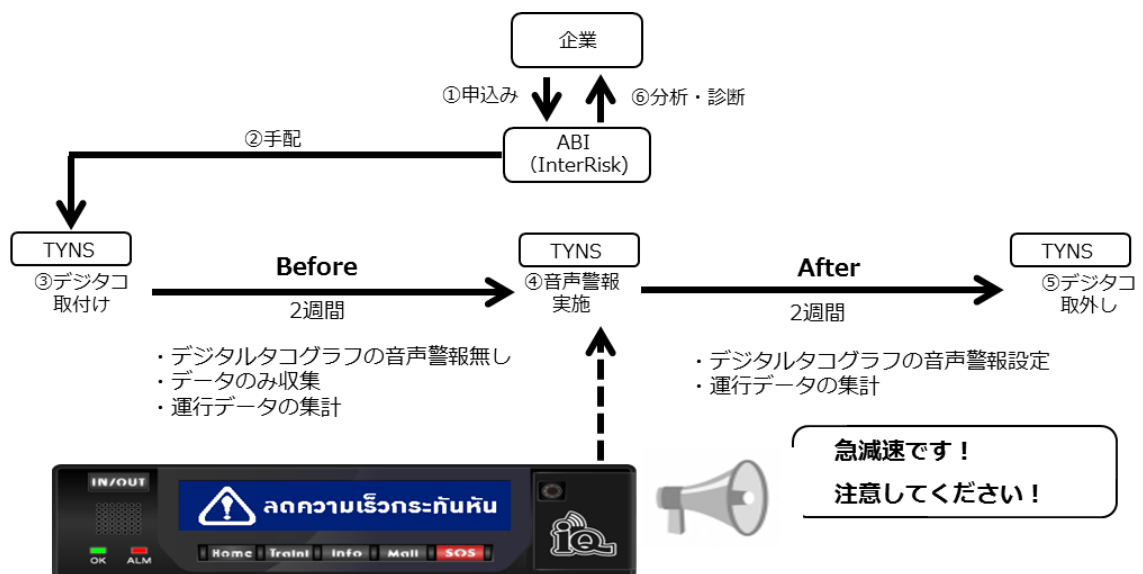 企業
①申込み
⑥分析・診断
②手配
ABI
(InterRisk)
TYNS
③デジタコ
取付け
Before
2週間
TYNS
④音声警報
実施
After
2週間
TYNS
⑤デジタコ
取外し
・デジタルタコグラフの音声警報無し
・データのみ収集
・運行データの集計
・デジタルタコグラフの音声警報設定
・運行データの集計
急減速です！
注意してください！
IN/OUT
ลดความเร็วกระทันหัน
Home Traini Info Mail SOS
OK ALM
iQ